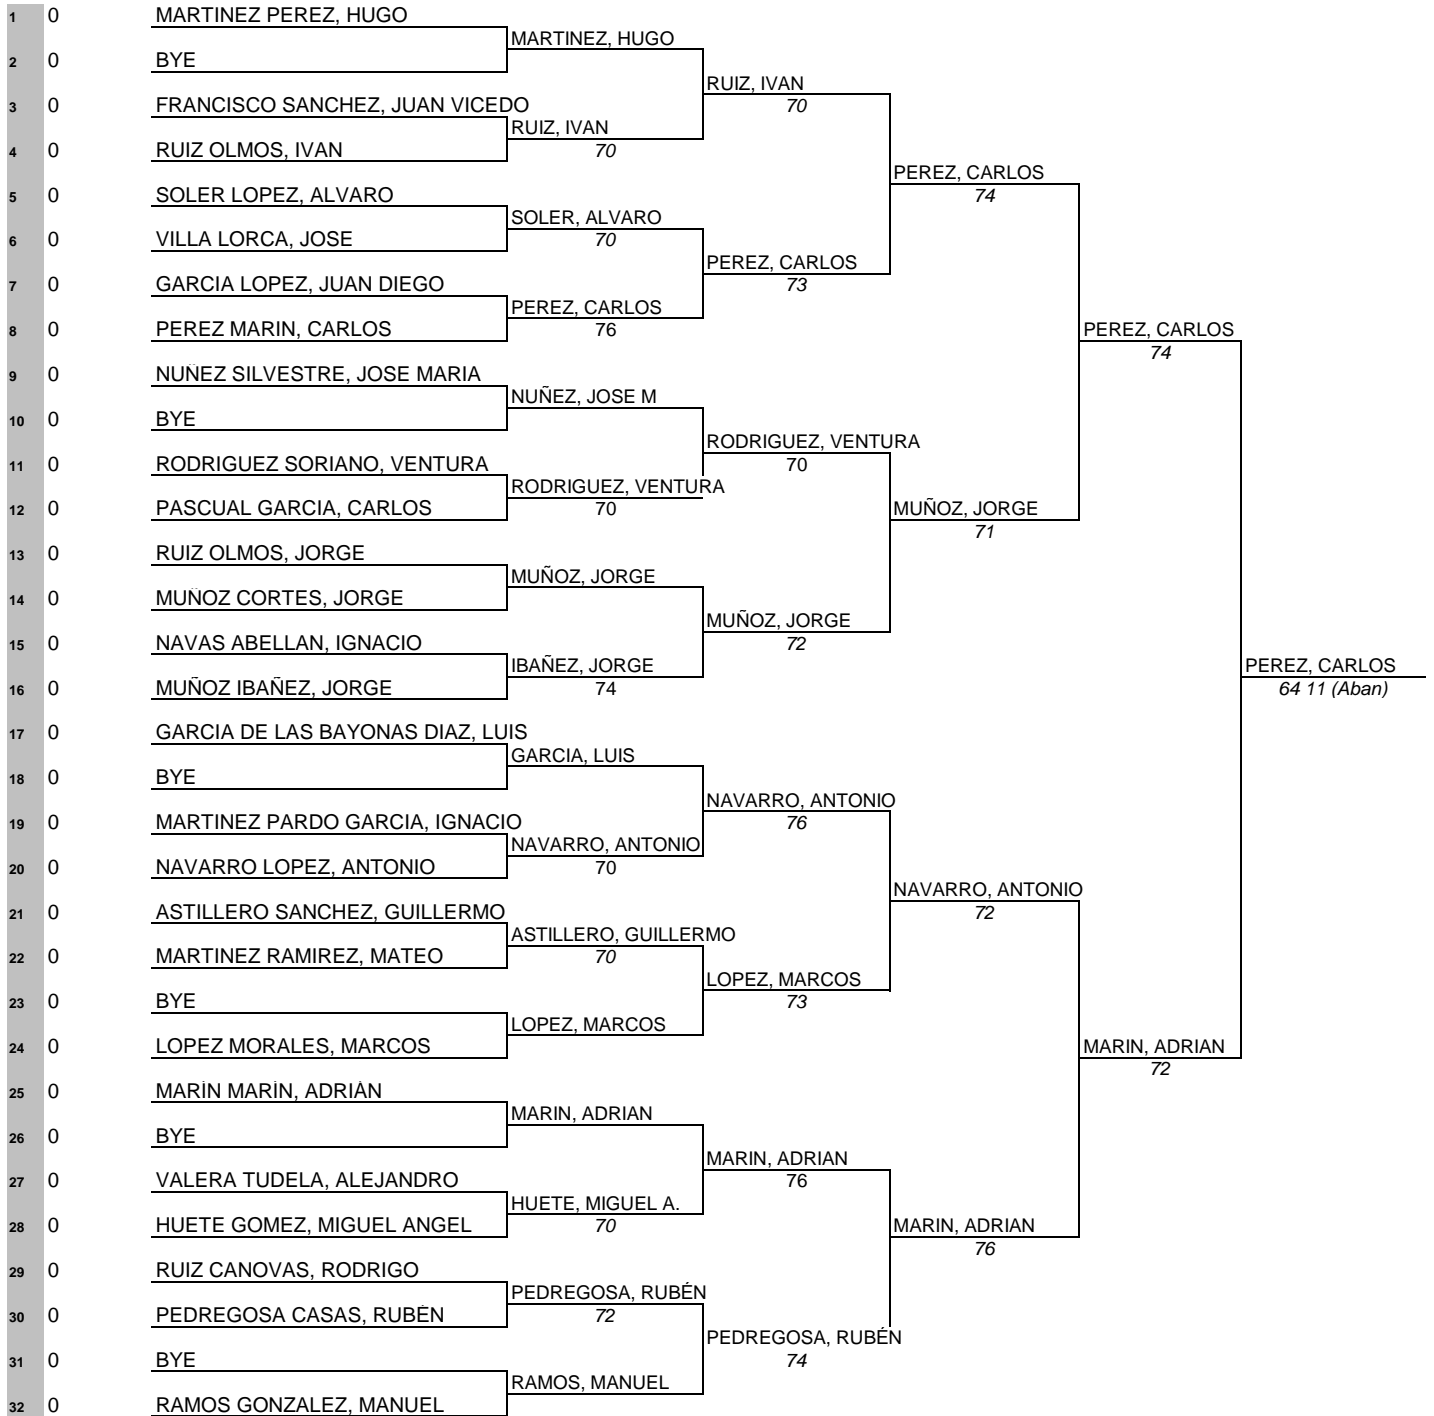 1 0 MARTINEZ PEREZ, HUGO
MARTINEZ, HUGO
2 0 BYE
RUIZ, IVAN
70
3 0 FRANCISCO SANCHEZ, JUAN VICEDO
RUIZ, IVAN
70
4 0 RUIZ OLMOS, IVAN
PEREZ, CARLOS
74
5 0 SOLER LOPEZ, ALVARO
SOLER, ALVARO
70
6 0 VILLA LORCA, JOSE
PEREZ, CARLOS
73
7 0 GARCIA LOPEZ, JUAN DIEGO
PEREZ, CARLOS
76
8 0 PEREZ MARIN, CARLOS
PEREZ, CARLOS
74
9 0 NUÑEZ SILVESTRE, JOSE MARIA
NUÑEZ, JOSE M
10 0 BYE
RODRIGUEZ, VENTURA
70
11 0 RODRIGUEZ SORIANO, VENTURA
RODRIGUEZ, VENTURA
70
12 0 PASCUAL GARCIA, CARLOS
MUÑOZ, JORGE
71
13 0 RUIZ OLMOS, JORGE
MUÑOZ, JORGE
14 0 MUÑOZ CORTES, JORGE
MUÑOZ, JORGE
72
15 0 NAVAS ABELLAN, IGNACIO
IBAÑEZ, JORGE
74
16 0 MUÑOZ IBAÑEZ, JORGE
PEREZ, CARLOS
64 11 (Aban)
17 0 GARCIA DE LAS BAYONAS DIAZ, LUIS
GARCIA, LUIS
18 0 BYE
NAVARRO, ANTONIO
76
19 0 MARTINEZ PARDO GARCIA, IGNACIO
NAVARRO, ANTONIO
70
20 0 NAVARRO LOPEZ, ANTONIO
NAVARRO, ANTONIO
72
21 0 ASTILLERO SANCHEZ, GUILLERMO
ASTILLERO, GUILLERMO
70
22 0 MARTINEZ RAMIREZ, MATEO
LOPEZ, MARCOS
73
23 0 BYE
LOPEZ, MARCOS
24 0 LOPEZ MORALES, MARCOS
MARIN, ADRIAN
72
25 0 MARÍN MARÍN, ADRIÁN
MARIN, ADRIAN
26 0 BYE
MARIN, ADRIAN
76
27 0 VALERA TUDELA, ALEJANDRO
HUETE, MIGUEL A.
70
28 0 HUETE GOMEZ, MIGUEL ANGEL
MARIN, ADRIAN
76
29 0 RUIZ CANOVAS, RODRIGO
PEDREGOSA, RUBÉN
72
30 0 PEDREGOSA CASAS, RUBÉN
PEDREGOSA, RUBÉN
74
31 0 BYE
RAMOS, MANUEL
32 0 RAMOS GONZALEZ, MANUEL